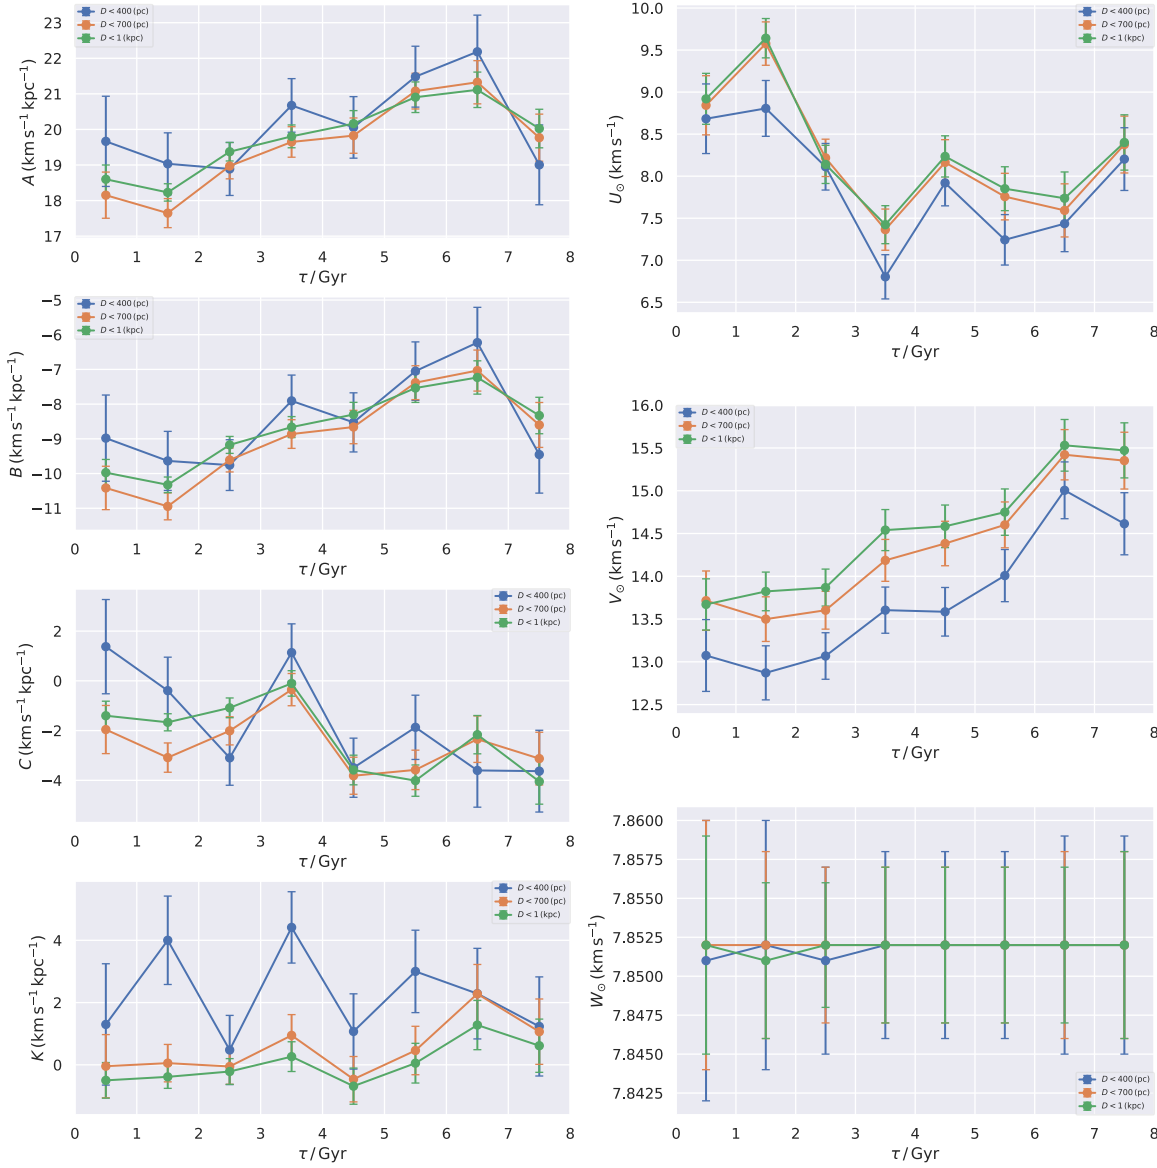 23
22
21
20
19
18
17
A (km s⁻¹ kpc⁻¹)
D < 400 (pc)
D < 700 (pc)
D < 1 (kpc)
0 1 2 3 4 5 6 7 8
τ / Gyr
−5
−6
−7
−8
−9
−10
−11
B (km s⁻¹ kpc⁻¹)
D < 400 (pc)
D < 700 (pc)
D < 1 (kpc)
0 1 2 3 4 5 6 7 8
τ / Gyr
2
0
−2
−4
C (km s⁻¹ kpc⁻¹)
D < 400 (pc)
D < 700 (pc)
D < 1 (kpc)
0 1 2 3 4 5 6 7 8
τ / Gyr
4
2
0
K (km s⁻¹ kpc⁻¹)
D < 400 (pc)
D < 700 (pc)
D < 1 (kpc)
0 1 2 3 4 5 6 7 8
τ / Gyr
10.0
9.5
9.0
8.5
8.0
7.5
7.0
6.5
U⊙ (km s⁻¹)
D < 400 (pc)
D < 700 (pc)
D < 1 (kpc)
0 1 2 3 4 5 6 7 8
τ / Gyr
16.0
15.5
15.0
14.5
14.0
13.5
13.0
12.5
V⊙ (km s⁻¹)
D < 400 (pc)
D < 700 (pc)
D < 1 (kpc)
0 1 2 3 4 5 6 7 8
τ / Gyr
7.8600
7.8575
7.8550
7.8525
7.8500
7.8475
7.8450
7.8425
W⊙ (km s⁻¹)
D < 400 (pc)
D < 700 (pc)
D < 1 (kpc)
0 1 2 3 4 5 6 7 8
τ / Gyr